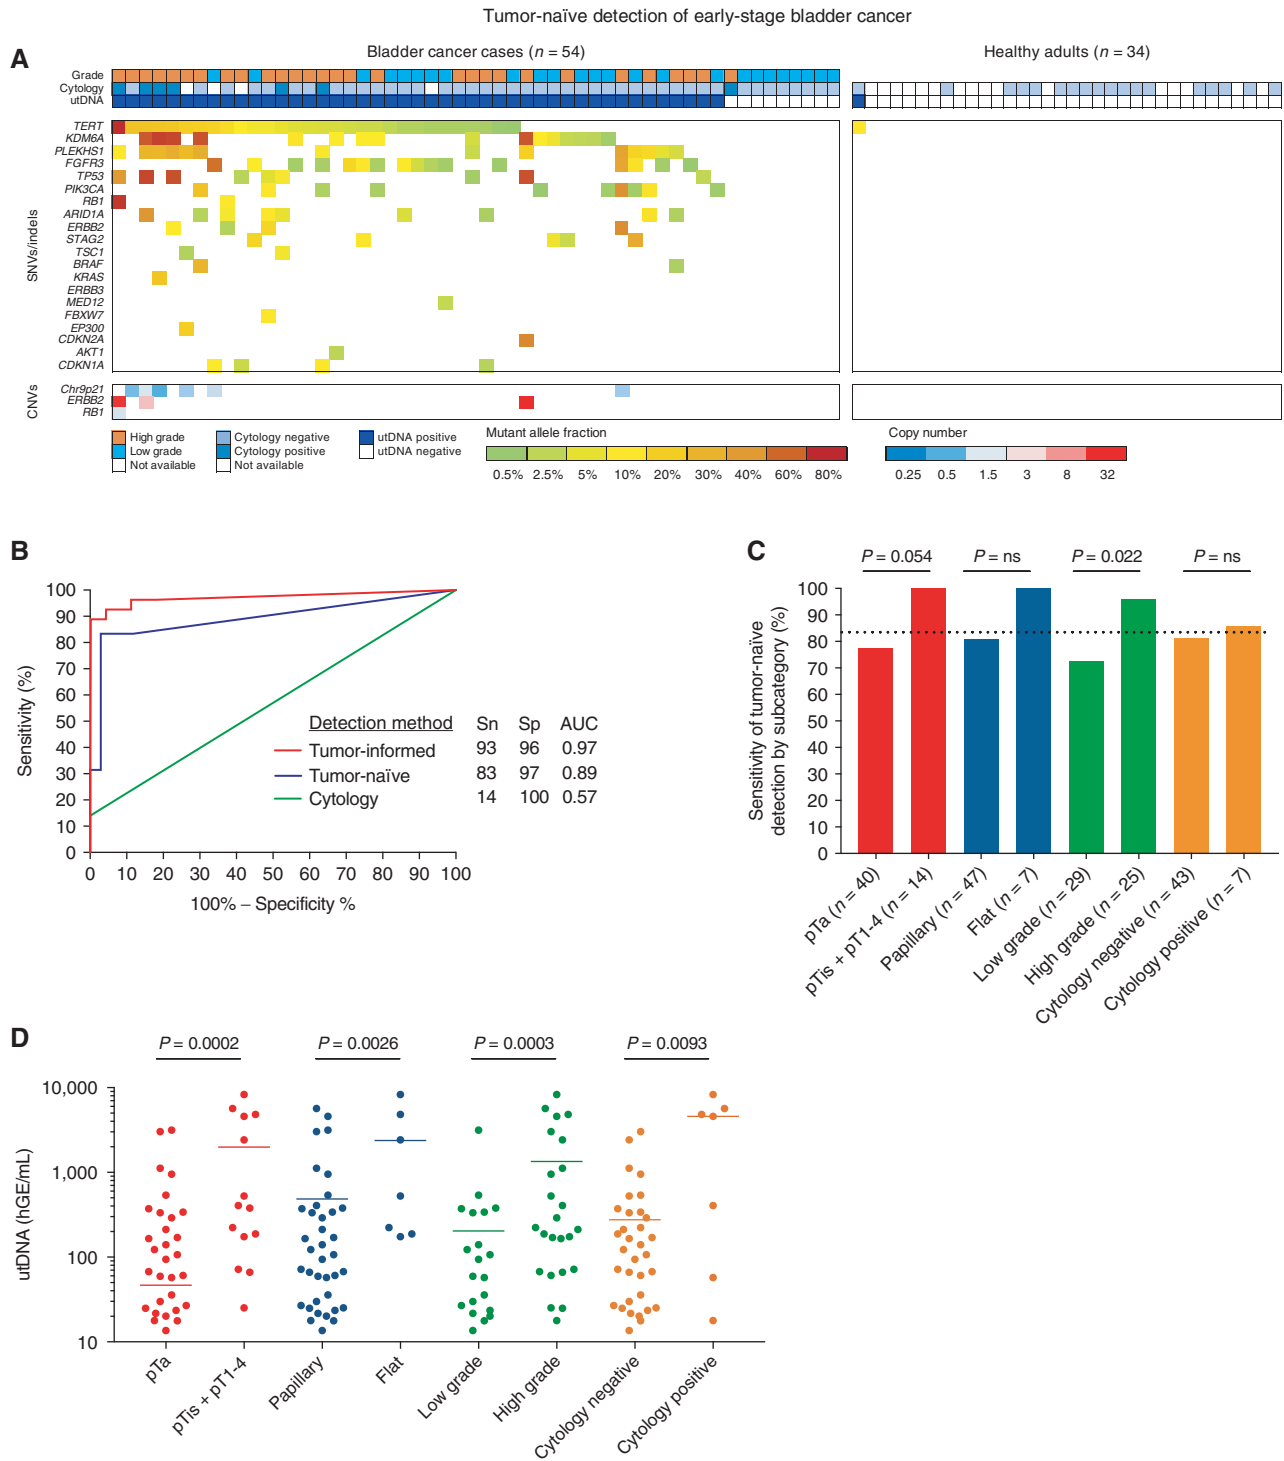 Tumor-naïve detection of early-stage bladder cancer
A
Bladder cancer cases (n = 54)
Healthy adults (n = 34)
Grade
Cytology
utDNA
SNVs/indels
TERT
KDM6A
PLEKHS1
FGFR3
TP53
PIK3CA
RB1
ARID1A
ERBB2
STAG2
TSC1
BRAF
KRAS
ERBB3
MED12
FBXW7
EP300
CDKN2A
AKT1
CDKN1A
CNVs
Chr9p21
ERBB2
RB1
High grade
Low grade
Not available
Cytology negative
Cytology positive
Not available
utDNA positive
utDNA negative
Mutant allele fraction
0.5% 2.5% 5% 10% 20% 30% 40% 60% 80%
Copy number
0.25 0.5 1.5 3 8 32
B
Sensitivity (%)
100
90
80
70
60
50
40
30
20
10
0
0 10 20 30 40 50 60 70 80 90 100
100% – Specificity %
Detection method Sn Sp AUC
Tumor-informed 93 96 0.97
Tumor-naïve 83 97 0.89
Cytology 14 100 0.57
C
P = 0.054 P = ns P = 0.022 P = ns
Sensitivity of tumor-naïve
detection by subcategory (%)
100
90
80
70
60
50
40
30
20
10
0
pTa (n = 40)
pTis + pT1-4 (n = 14)
Papillary (n = 47)
Flat (n = 7)
Low grade (n = 29)
High grade (n = 25)
Cytology negative (n = 43)
Cytology positive (n = 7)
D
P = 0.0002 P = 0.0026 P = 0.0003 P = 0.0093
utDNA (hGE/mL)
10,000
1,000
100
10
pTa
pTis + pT1-4
Papillary
Flat
Low grade
High grade
Cytology negative
Cytology positive